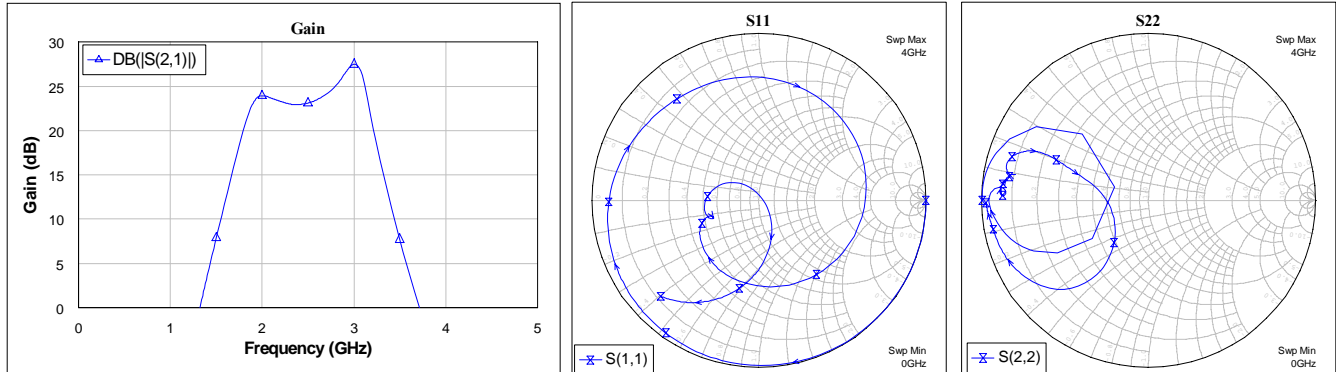 Gain
DB(|S(2,1)|)
30
25
20
15
10
5
0
0 1 2 3 4 5
Gain (dB)
Frequency (GHz)
S11
Swp Max
4GHz
Swp Min
0GHz
S(1,1)
S22
Swp Max
4GHz
Swp Min
0GHz
S(2,2)